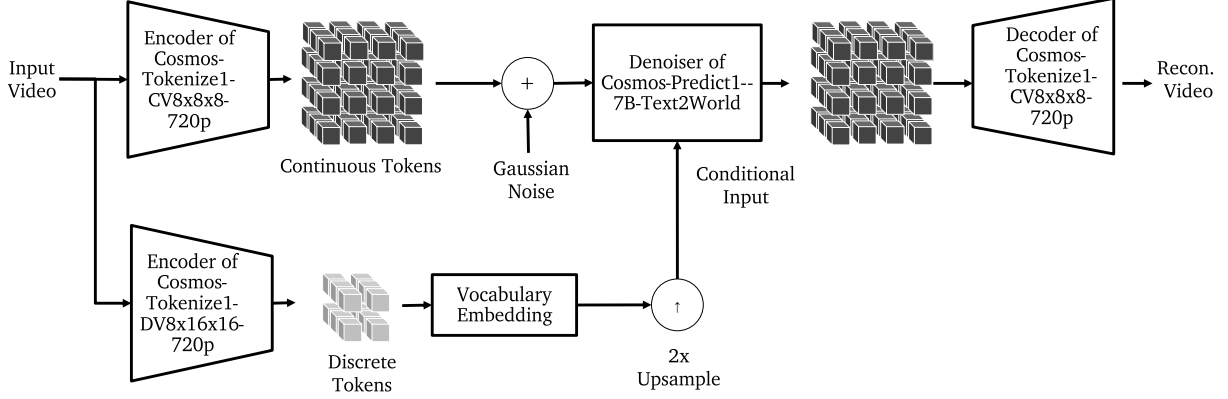 Input
Video
Encoder of
Cosmos-
Tokenize1-
CV8x8x8-
720p
Continuous Tokens
+
Gaussian
Noise
Denoiser of
Cosmos-Predict1--
7B-Text2World
Conditional
Input
Decoder of
Cosmos-
Tokenize1-
CV8x8x8-
720p
Recon.
Video
Encoder of
Cosmos-
Tokenize1-
DV8x16x16-
720p
Discrete
Tokens
Vocabulary
Embedding
↑
2x
Upsample